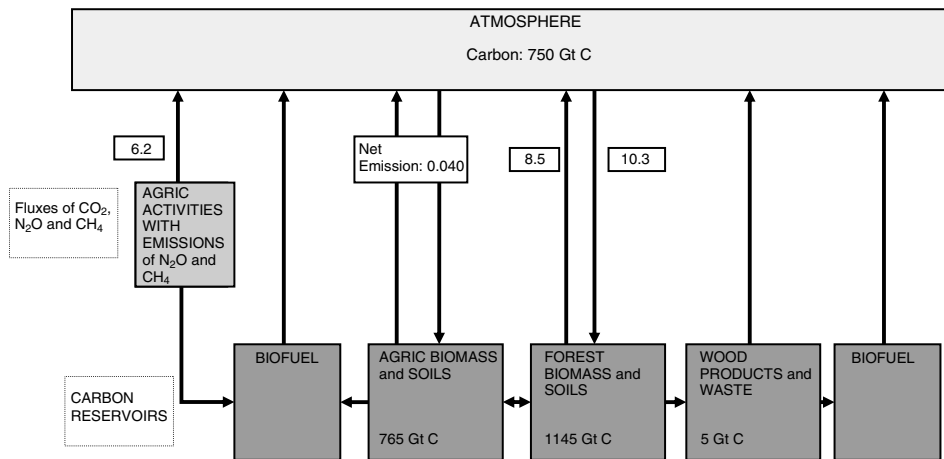 ATMOSPHERE
Carbon: 750 Gt C
6.2
Net
Emission: 0.040
8.5
10.3
Fluxes of CO₂,
N₂O and CH₄
AGRIC
ACTIVITIES
WITH
EMISSIONS
of N₂O and
CH₄
CARBON
RESERVOIRS
BIOFUEL
AGRIC BIOMASS
and SOILS
765 Gt C
FOREST
BIOMASS and
SOILS
1145 Gt C
WOOD
PRODUCTS and
WASTE
5 Gt C
BIOFUEL